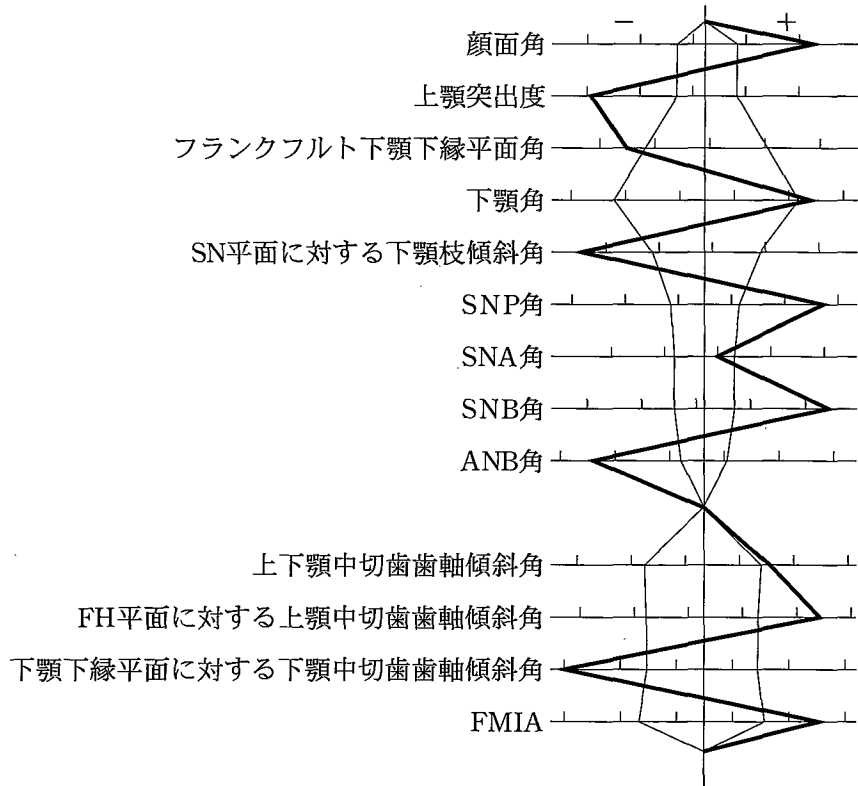 − +
顔面角
上顎突出度
フランクフルト下顎下縁平面角
下顎角
SN平面に対する下顎枝傾斜角
SNP角
SNA角
SNB角
ANB角
上下顎中切歯歯軸傾斜角
FH平面に対する上顎中切歯歯軸傾斜角
下顎下縁平面に対する下顎中切歯歯軸傾斜角
FMIA